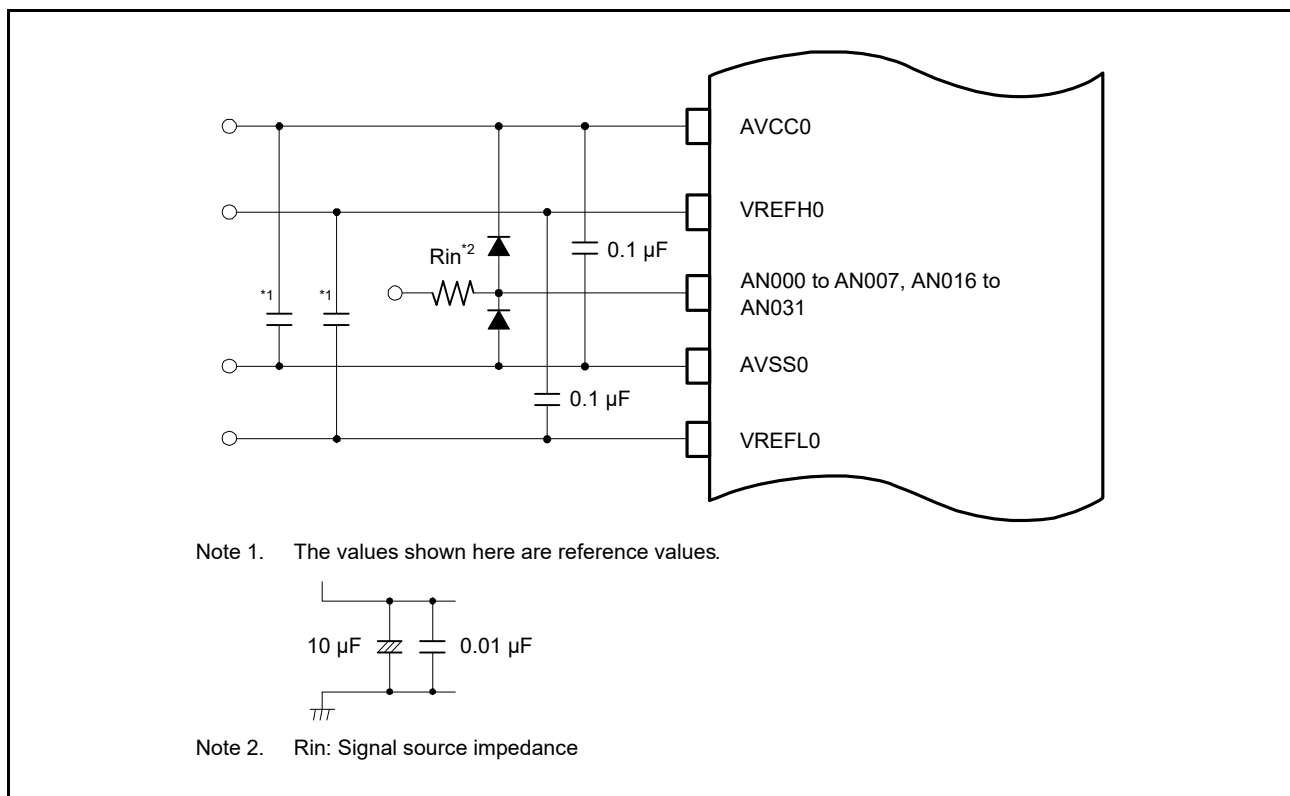 AVCC0
VREFH0
Rin*2
0.1 µF
AN000 to AN007, AN016 to
AN031
*1
*1
AVSS0
0.1 µF
VREFL0
Note 1. The values shown here are reference values.
10 µF
0.01 µF
Note 2. Rin: Signal source impedance